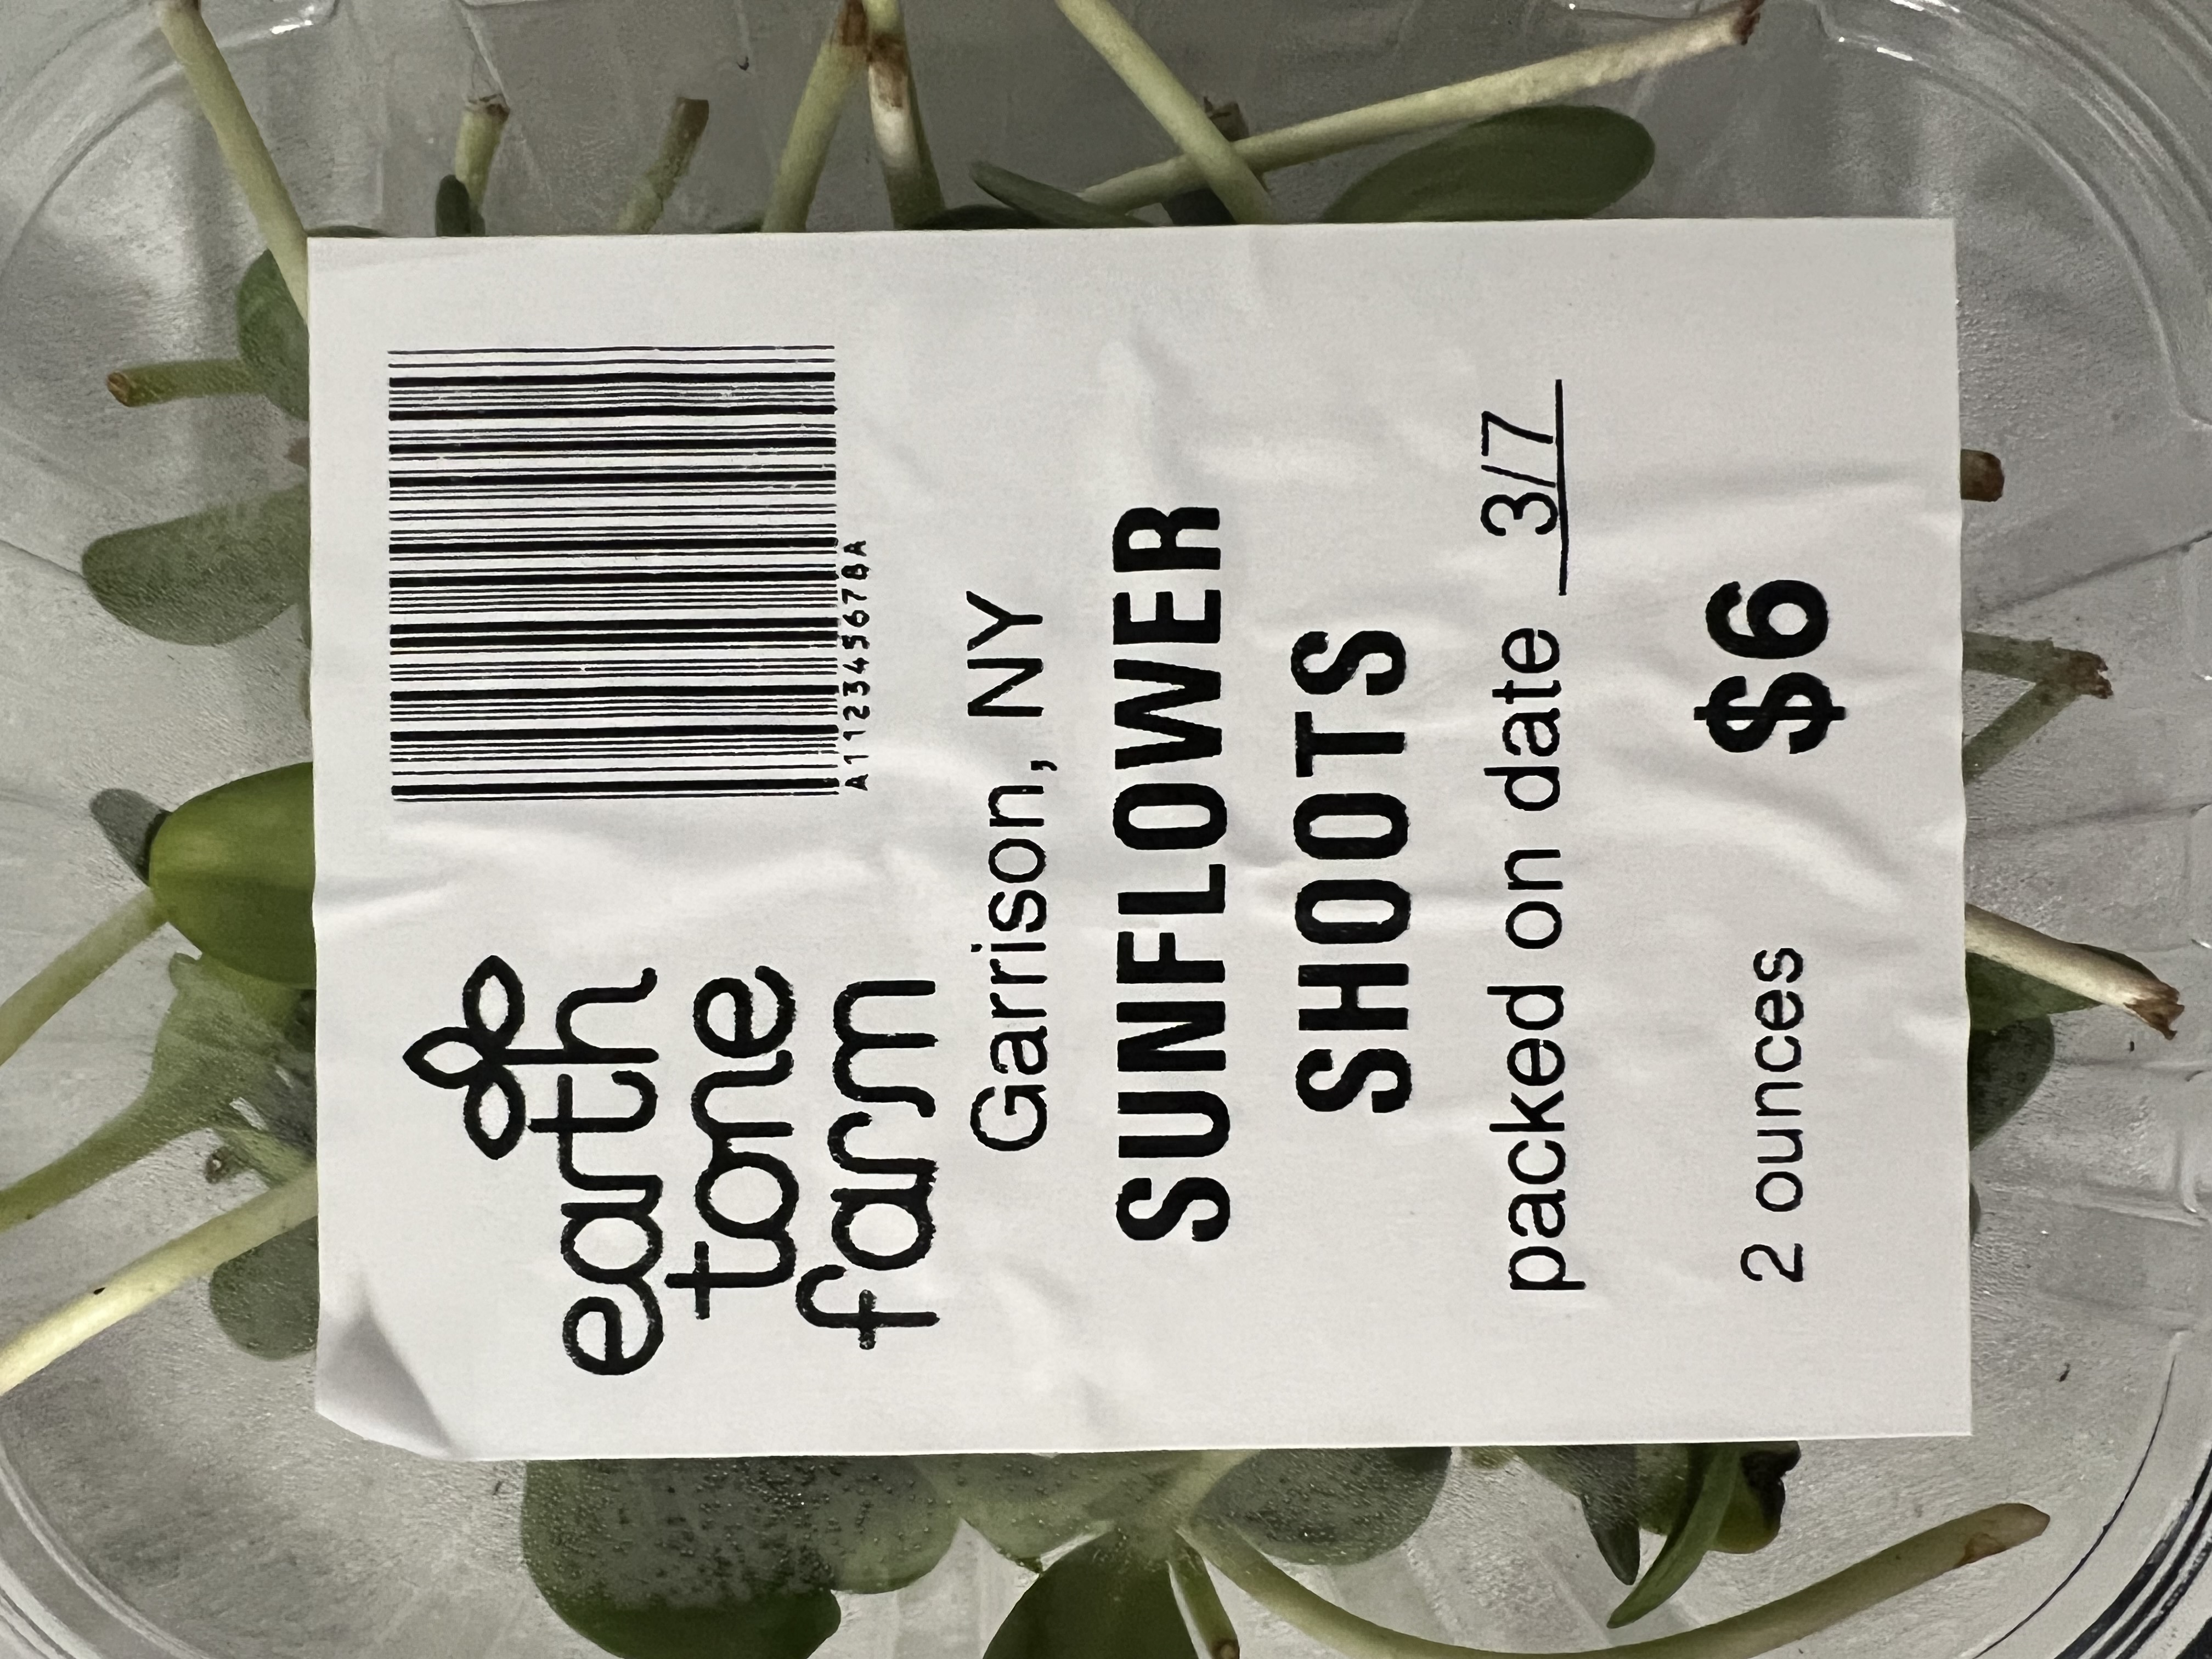 earth
tone
farm
A112345678A
Garrison, NY
SUNFLOWER
SHOOTS
packed on date 3/7
2 ounces $6